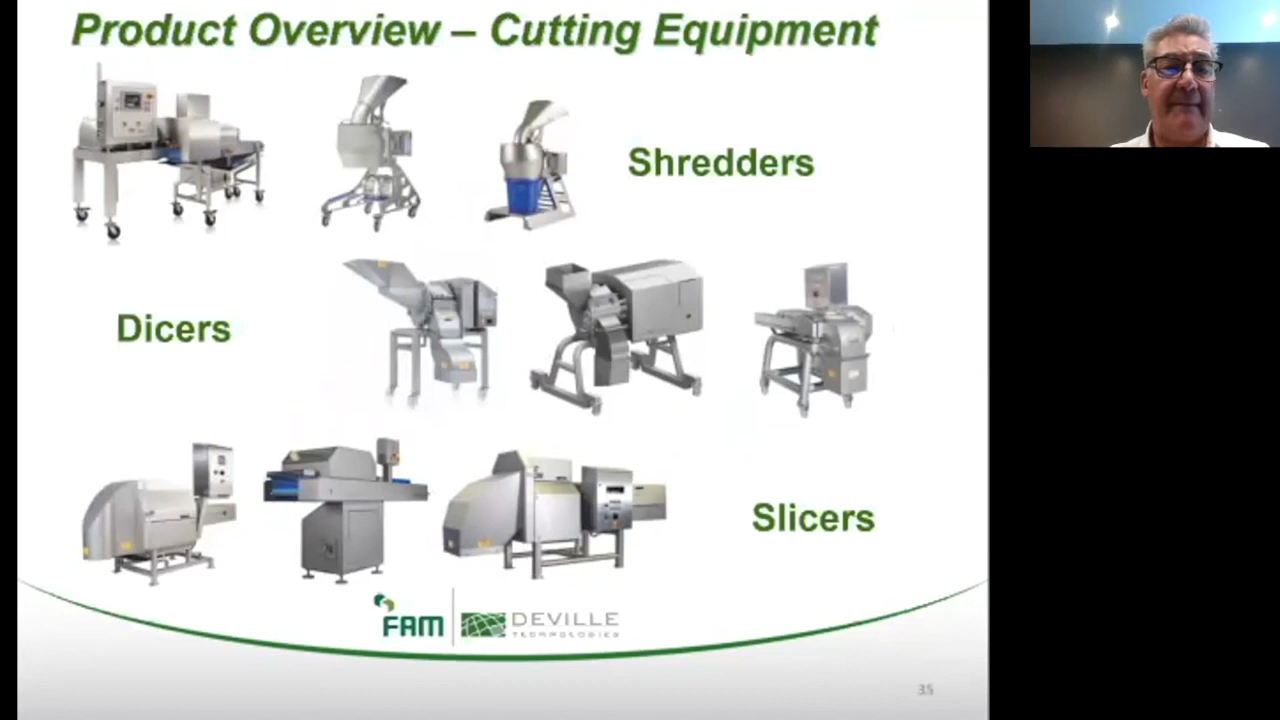 Product Overview – Cutting Equipment
Shredders
Dicers
Slicers
FAM
DEVILLE
TECHNOLOGIES
35